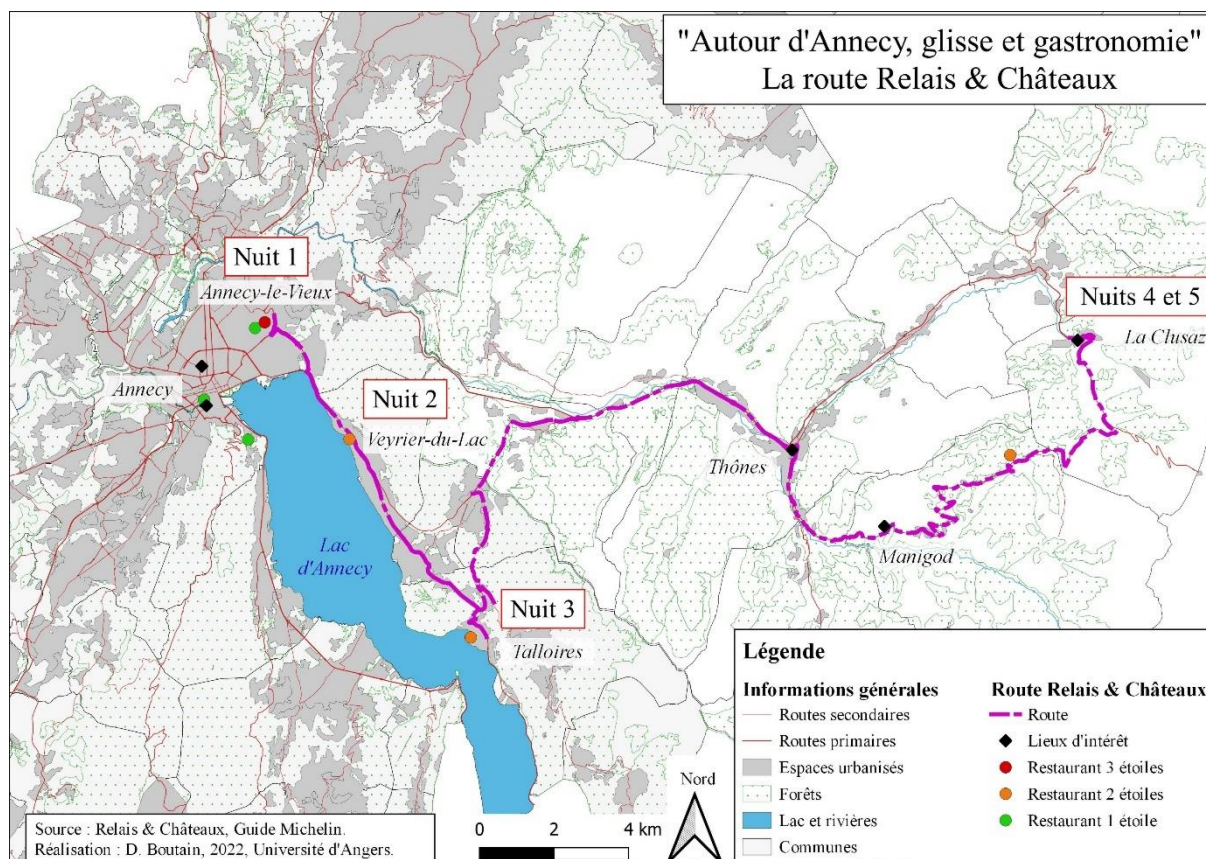 "Autour d'Annecy, glisse et gastronomie"
La route Relais & Châteaux
Nuit 1
Annecy-le-Vieux
Nuits 4 et 5
La Clusaz
Annecy
Nuit 2
Veyrier-du-Lac
Thônes
Manigod
Lac
d'Annecy
Nuit 3
Talloires
Légende
Informations générales
Routes secondaires
Routes primaires
Espaces urbanisés
Forêts
Lac et rivières
Communes
Route Relais & Châteaux
Route
Lieux d'intérêt
Restaurant 3 étoiles
Restaurant 2 étoiles
Restaurant 1 étoile
Nord
0 2 4 km
Source : Relais & Châteaux, Guide Michelin.
Réalisation : D. Boutain, 2022, Université d'Angers.